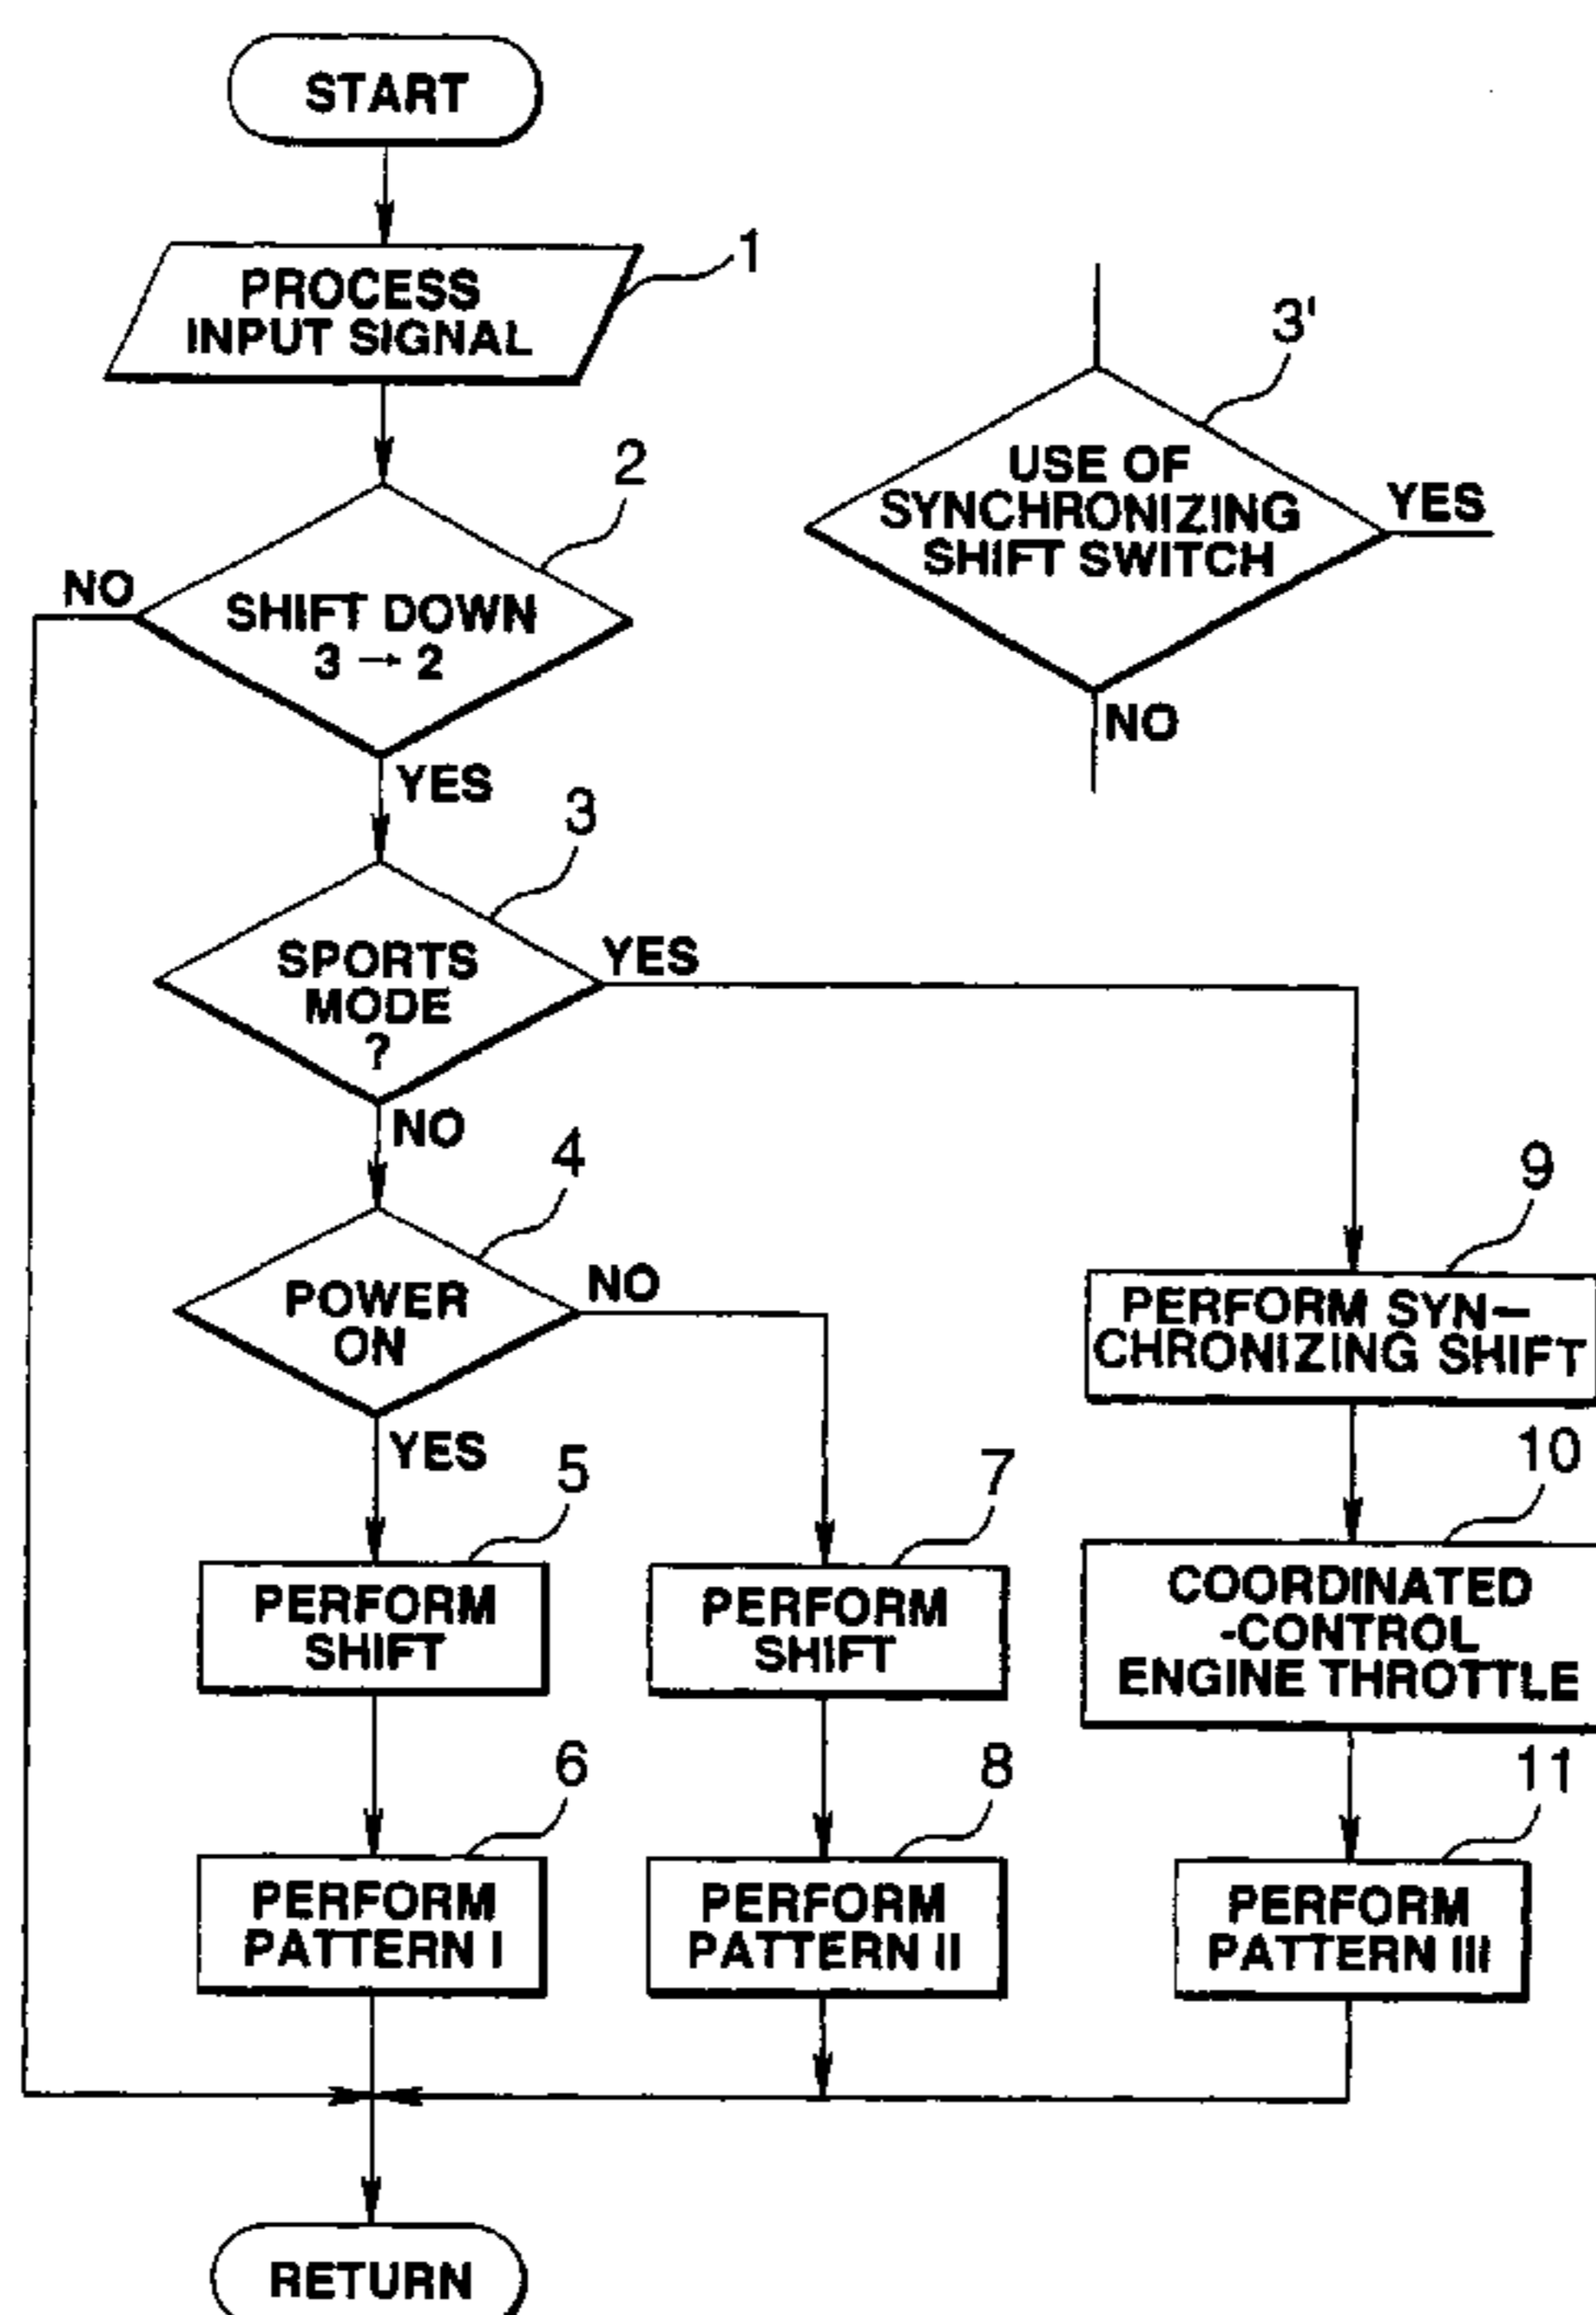 START
PROCESS
INPUT SIGNAL
1
USE OF
SYNCHRONIZING
SHIFT SWITCH
3'
YES
NO
SHIFT DOWN
3 → 2
2
NO
YES
SPORTS
MODE
?
3
YES
NO
POWER
ON
4
NO
YES
PERFORM
SHIFT
5
PERFORM
SHIFT
7
PERFORM SYN–
CHRONIZING SHIFT
9
COORDINATED
-CONTROL
ENGINE THROTTLE
10
PERFORM
PATTERN I
6
PERFORM
PATTERN II
8
PERFORM
PATTERN III
11
RETURN